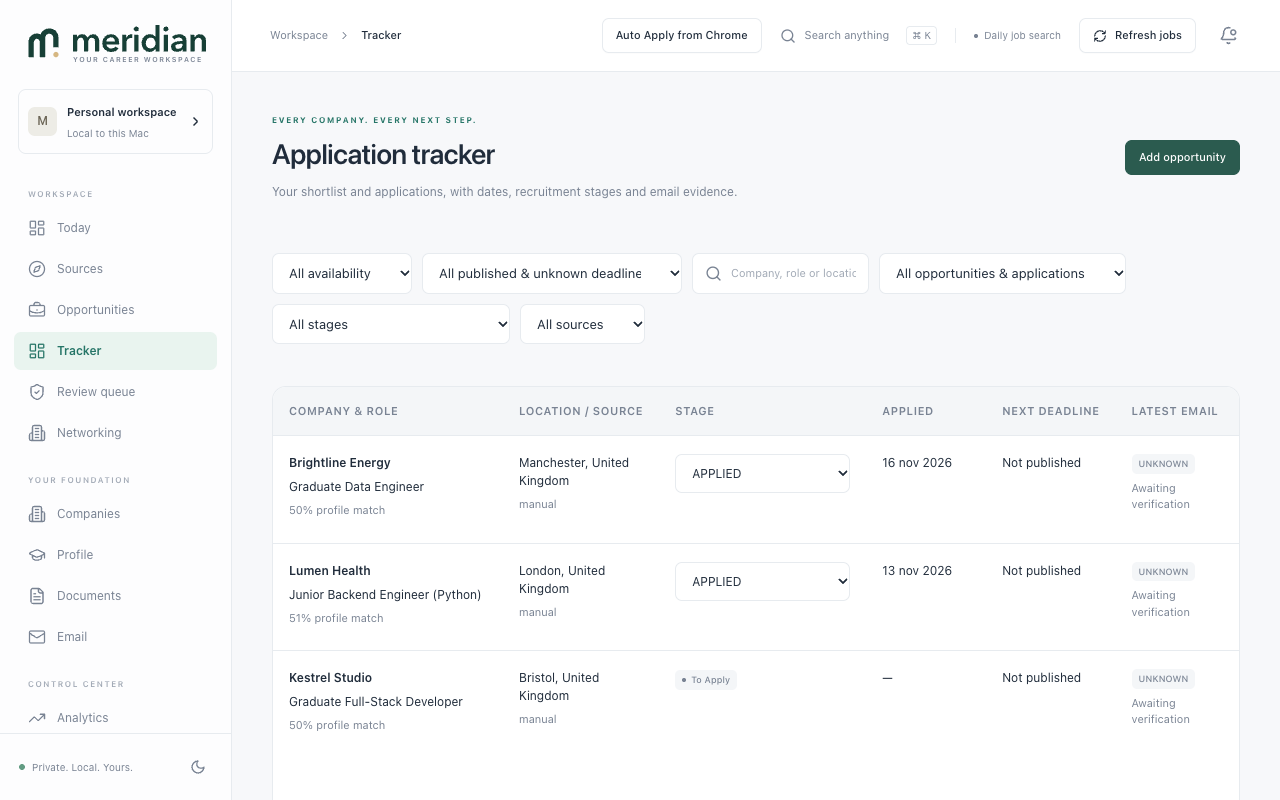 meridian
YOUR CAREER WORKSPACE
M
Personal workspace
Local to this Mac
WORKSPACE
Today
Sources
Opportunities
Tracker
Review queue
Networking
YOUR FOUNDATION
Companies
Profile
Documents
Email
CONTROL CENTER
Analytics
Private. Local. Yours.
Workspace
Tracker
Auto Apply from Chrome
Search anything
⌘ K
Daily job search
Refresh jobs
EVERY COMPANY. EVERY NEXT STEP.
Application tracker
Your shortlist and applications, with dates, recruitment stages and email evidence.
Add opportunity
All availability
All published & unknown deadline
Company, role or locatic
All opportunities & applications
All stages
All sources
COMPANY & ROLE LOCATION / SOURCE STAGE APPLIED NEXT DEADLINE LATEST EMAIL
Brightline Energy
Graduate Data Engineer
50% profile match
Manchester, United
Kingdom
manual
APPLIED
16 nov 2026
Not published
UNKNOWN
Awaiting
verification
Lumen Health
Junior Backend Engineer (Python)
51% profile match
London, United
Kingdom
manual
APPLIED
13 nov 2026
Not published
UNKNOWN
Awaiting
verification
Kestrel Studio
Graduate Full-Stack Developer
50% profile match
Bristol, United
Kingdom
manual
To Apply
—
Not published
UNKNOWN
Awaiting
verification